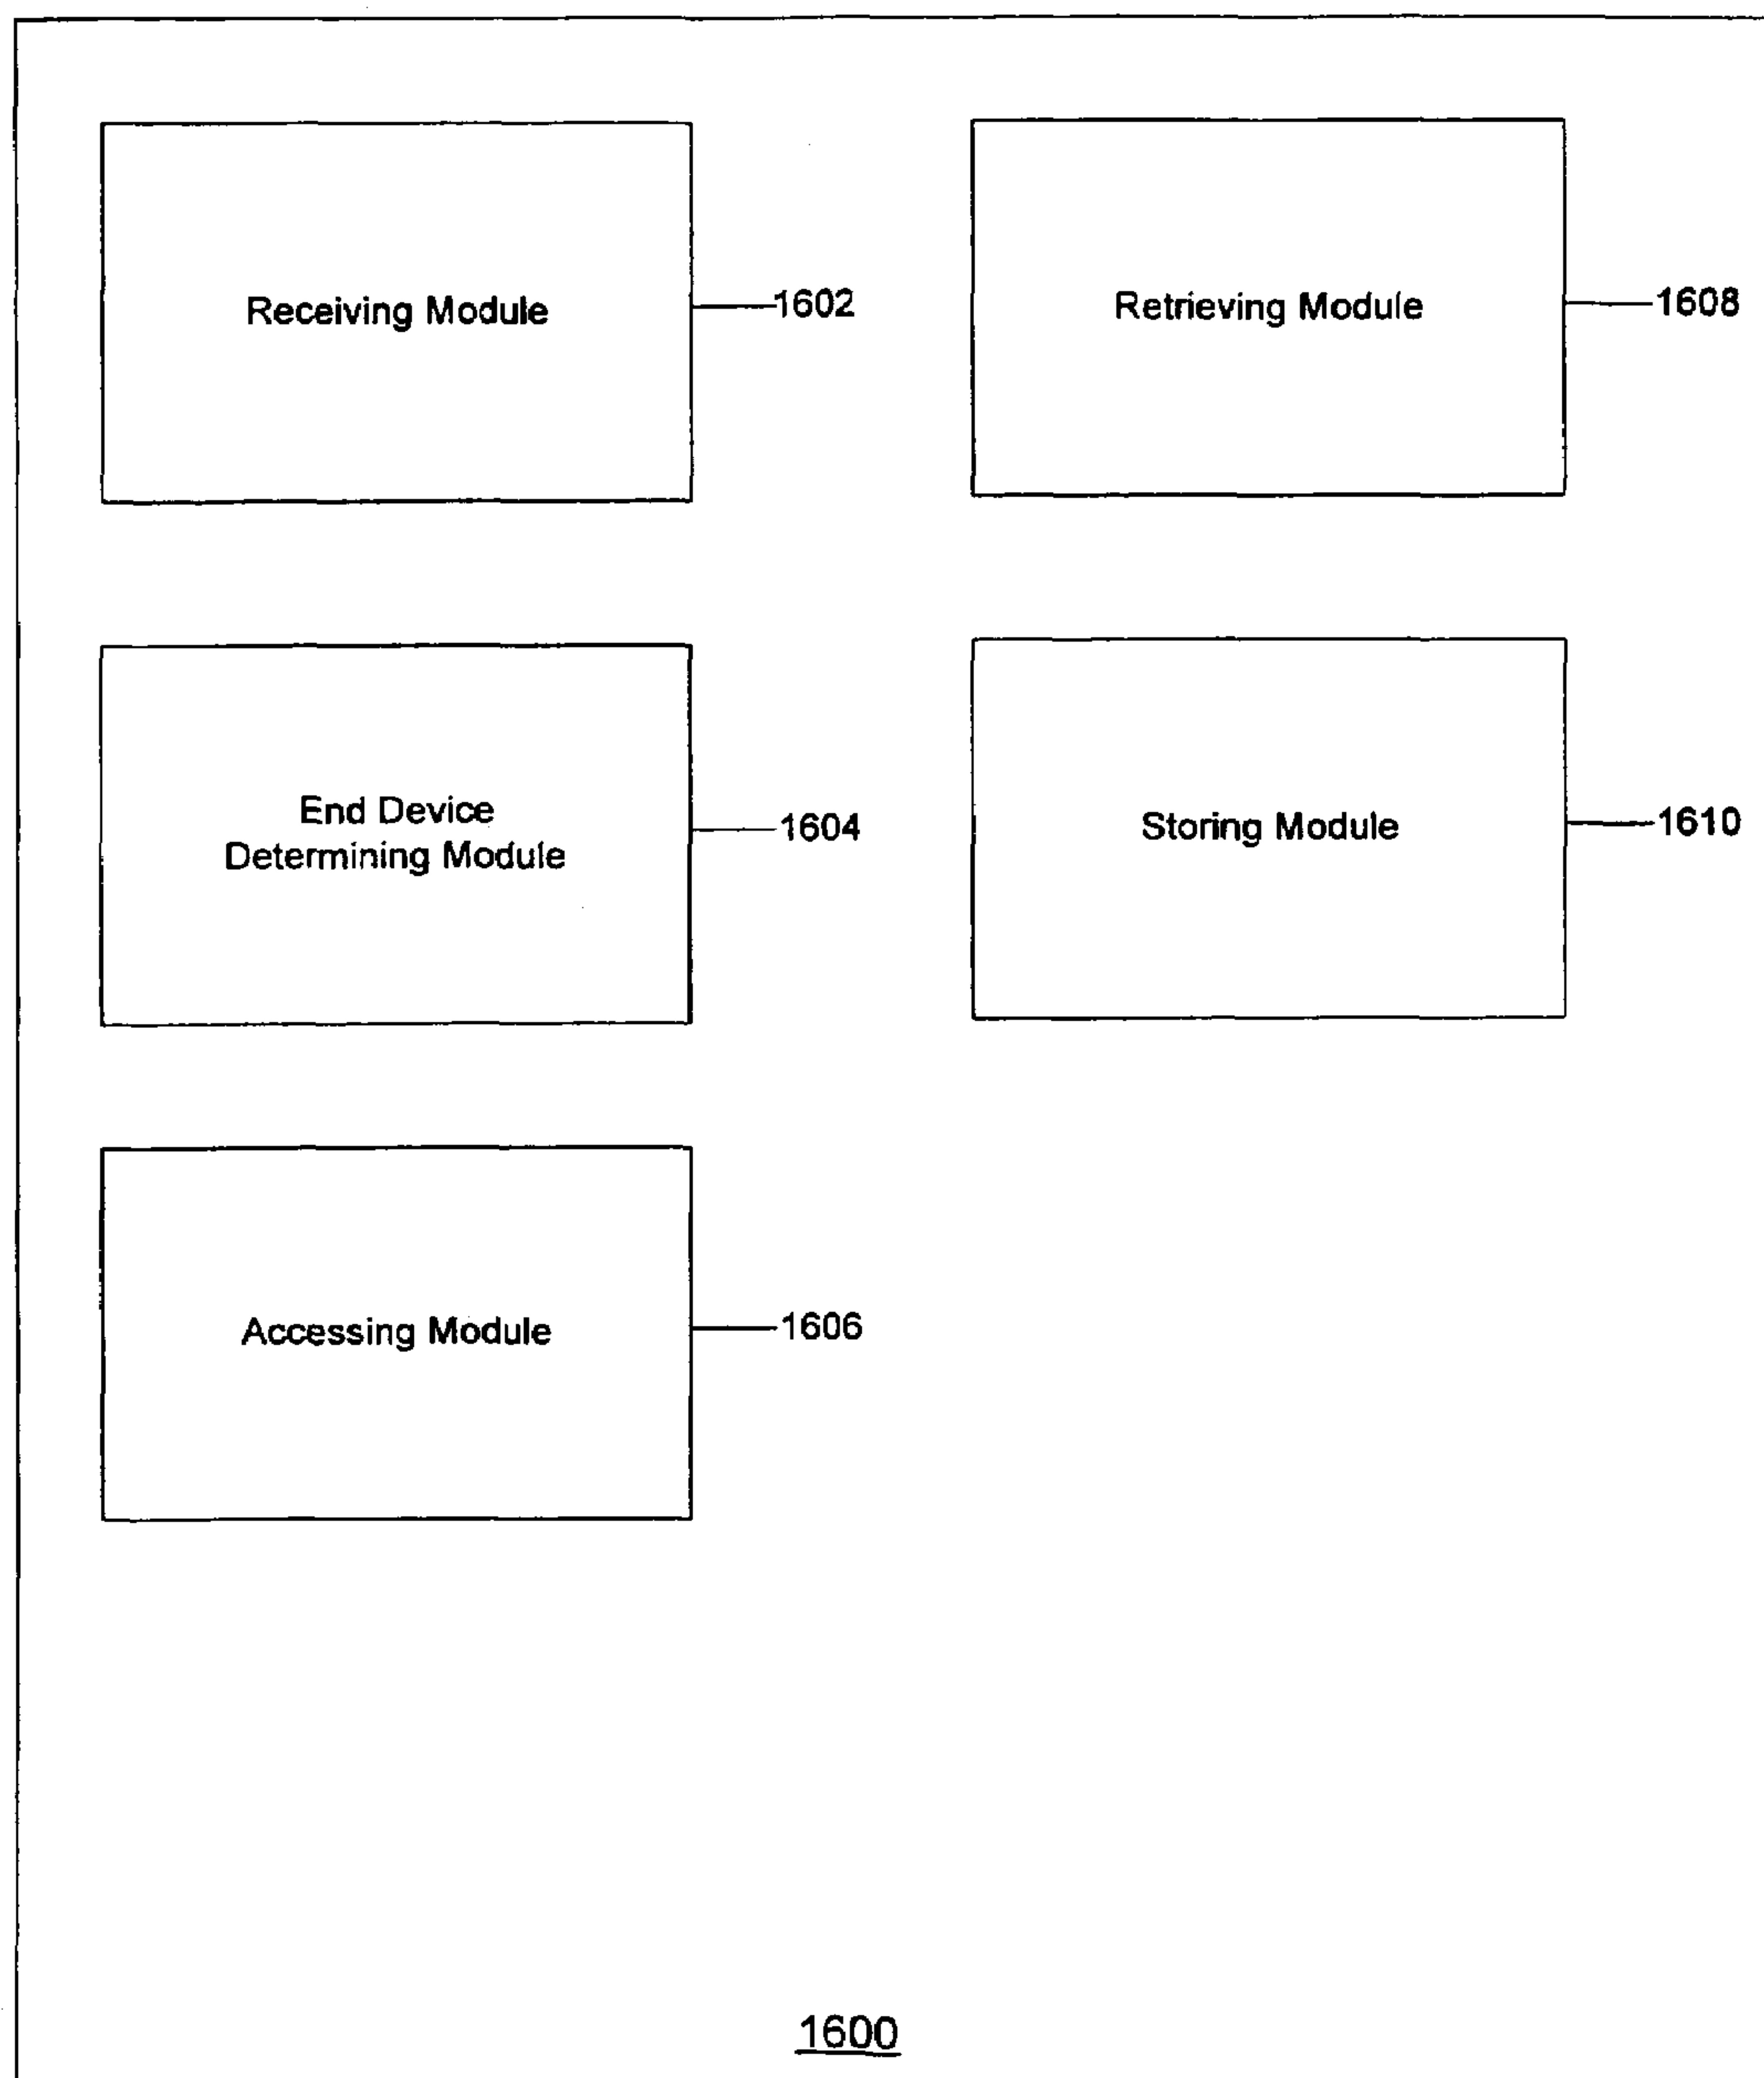 Receiving Module
1602
Retrieving Module
1608
End Device
Determining Module
1604
Storing Module
1610
Accessing Module
1606
1600